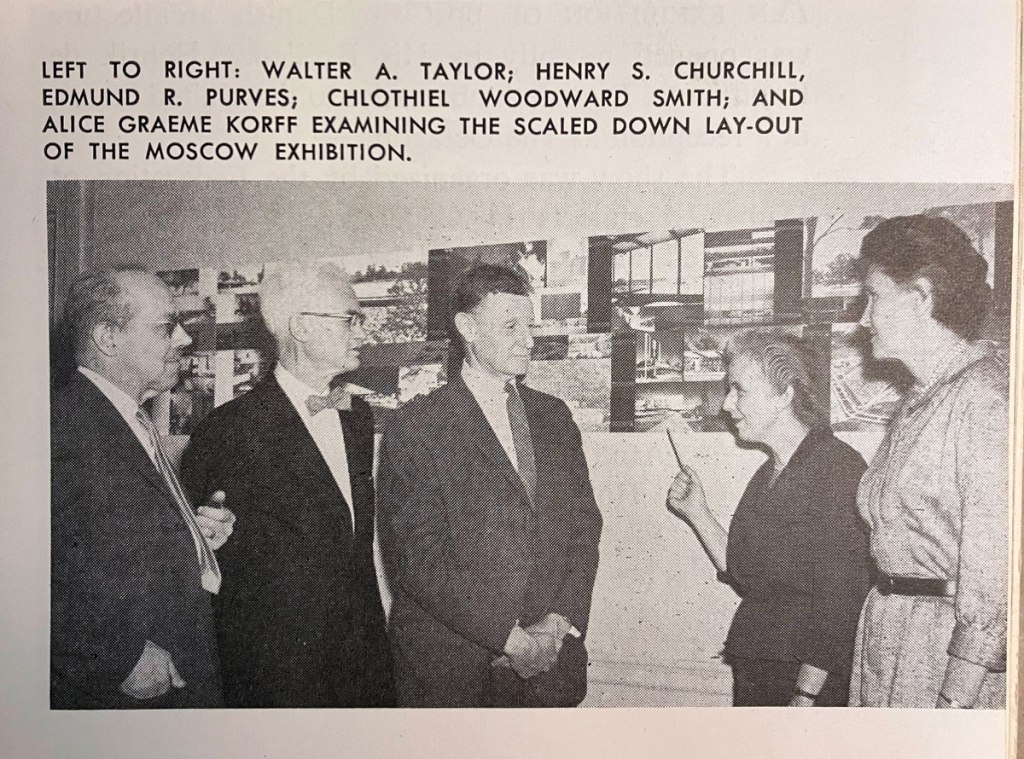 LEFT TO RIGHT: WALTER A. TAYLOR; HENRY S. CHURCHILL,
EDMUND R. PURVES; CHLOTHIEL WOODWARD SMITH; AND
ALICE GRAEME KORFF EXAMINING THE SCALED DOWN LAY-OUT
OF THE MOSCOW EXHIBITION.